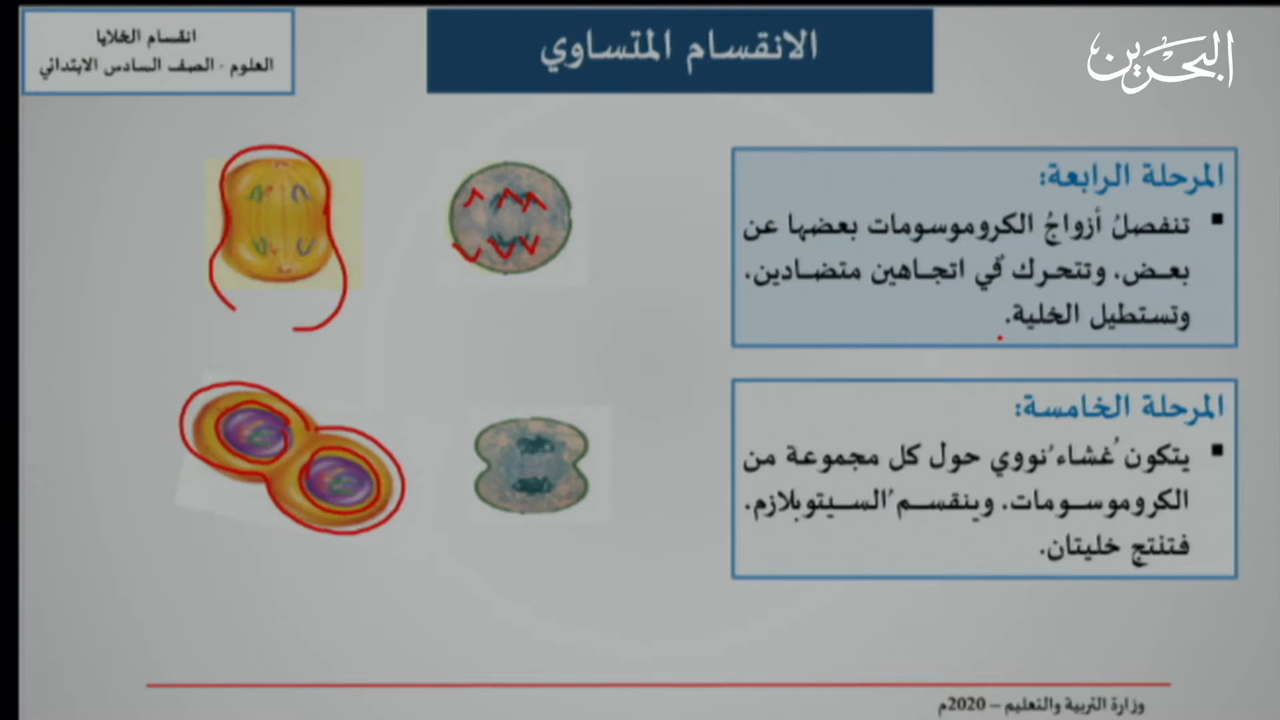 انقسام الخلايا
العلوم - الصف السادس الابتدائي
الانقسام المتساوي
البحرين
المرحلة الرابعة:
▪ تنفصلُ أزواجُ الكروموسومات بعضها عن
بعض، وتتحرك في اتجاهين متضادين،
وتستطيل الخلية.
المرحلة الخامسة:
▪ يتكون غشاء نووي حول كل مجموعة من
الكروموسومات، وينقسم السيتوبلازم،
فتنتج خليتان.
وزارة التربية والتعليم – 2020م